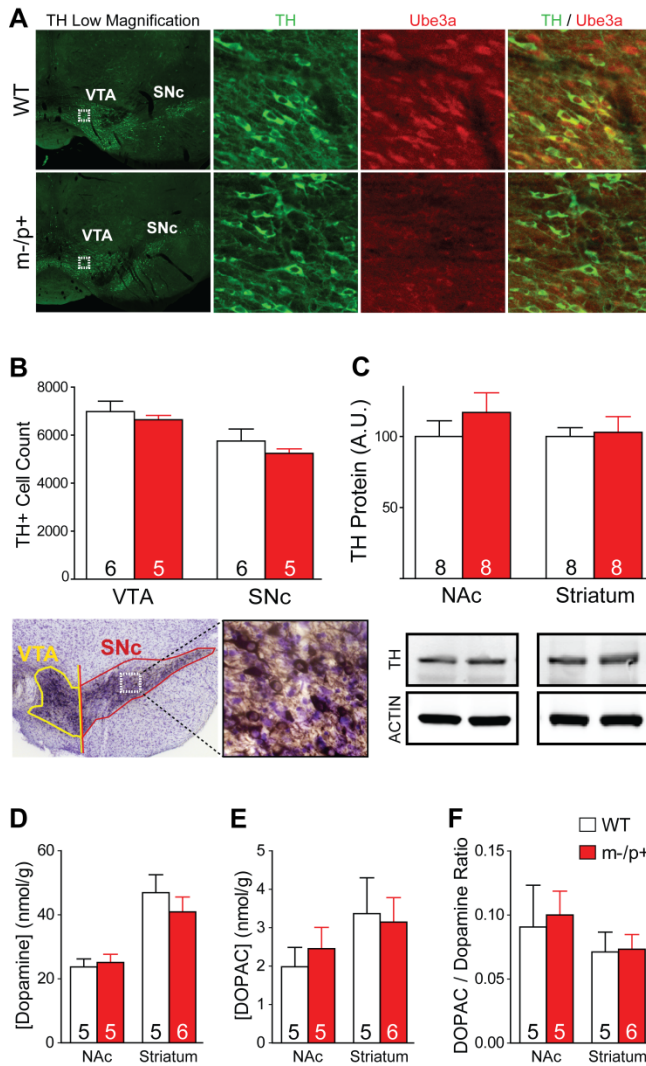 A
TH Low Magnification
TH
Ube3a
TH / Ube3a
WT
VTA
SNc
m-/p+
VTA
SNc
B
TH+ Cell Count
8000
6000
4000
2000
0
6
5
6
5
VTA
SNc
VTA
SNc
C
TH Protein (A.U.)
100
50
8
8
8
8
NAc
Striatum
TH
ACTIN
D
[Dopamine] (nmol/g)
60
40
20
0
5
5
5
6
NAc
Striatum
E
[DOPAC] (nmol/g)
5
4
3
2
1
0
5
5
5
6
NAc
Striatum
F
WT
m-/p+
DOPAC / Dopamine Ratio
0.15
0.10
0.05
0.00
5
5
5
6
NAc
Striatum